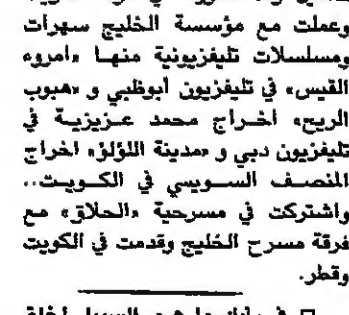 وعملت مع مؤسسة الخليج سهرات
ومسلسلات تليفزيونية منها «امروء
القيس» في تليفزيون أبوظبي و «هبوب
الريح» اخراج محمد عزيزية في
تليفزيون دبي و «مدينة اللؤلؤ» اخراج
المنصف السويسي في الكويت..
واشتركت في مسرحية «الحلاق» مع
فرقة مسرح الخليج وقدمت في الكويت
وقطر.